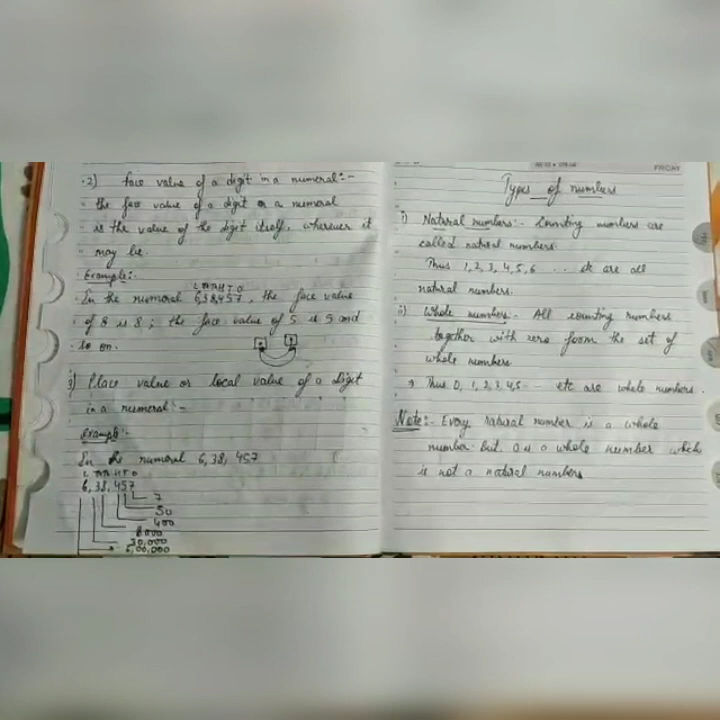 2) face value of a digit in a numeral:-
the face value of a digit in a numeral
is the value of the digit itself, wherever it
may lie.
Example:-
L TTH TH H T O
In the numeral 6,38,457, the face value
of 8 is 8; the face value of 5 is 5 and
so on.
3) Place value or local value of a digit
in a numeral:-
Example:-
In the numeral 6,38,457
L TTH TH H T O
6,38,457
7
50
400
8000
30,000
6,00,000
FRIDAY
Types of numbers
i) Natural numbers:- Counting numbers are
called natural numbers.
Thus 1,2,3,4,5,6 ... etc are all
natural numbers.
ii) Whole numbers:- All counting numbers
together with zero form the set of
whole numbers
→ Thus 0,1,2,3,4,5-- etc are whole numbers.
Note:- Every natural number is a whole
number but 0 is a whole number which
is not a natural numbers